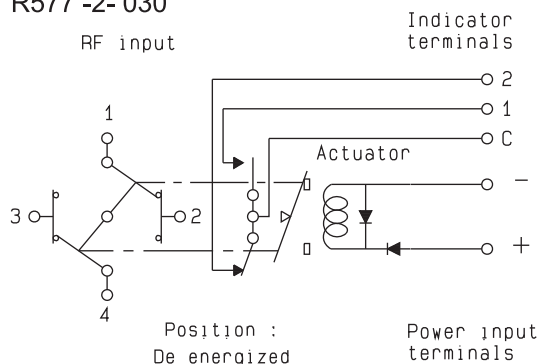 R577 -2- 030
RF input
Indicator
terminals
2
1
C
Actuator
1
3
2
4
−
+
Position :
De energized
Power input
terminals